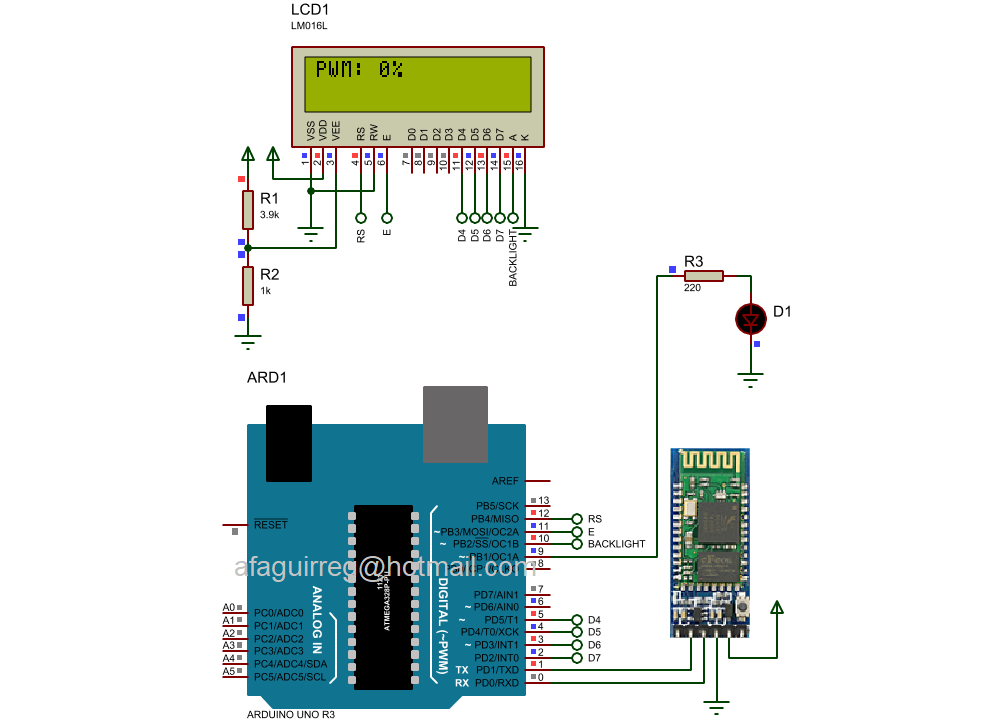 LCD1
LM016L
PWM: 0%
VSS VDD VEE RS RW E D0 D1 D2 D3 D4 D5 D6 D7 A K
1 2 3 4 5 6 7 8 9 10 11 12 13 14 15 16
RS E D4 D5 D6 D7 BACKLIGHT
R1
3.9k
R2
1k
R3
220
D1
ARD1
AREF
RESET
PB5/SCK 13
PB4/MISO 12 RS
~PB3/MOSI/OC2A 11 E
~ PB2/SS/OC1B 10 BACKLIGHT
~ PB1/OC1A 9
8
afaguirreg@hotmail.com
PD7/AIN1 7
~ PD6/AIN0 6
~ PD5/T1 5 D4
PD4/T0/XCK 4 D5
~ PD3/INT1 3 D6
PD2/INT0 2 D7
TX PD1/TXD 1
RX PD0/RXD 0
ATMEGA328P-PU
ANALOG IN
DIGITAL (~PWM)
A0 PC0/ADC0
A1 PC1/ADC1
A2 PC2/ADC2
A3 PC3/ADC3
A4 PC4/ADC4/SDA
A5 PC5/ADC5/SCL
ARDUINO UNO R3